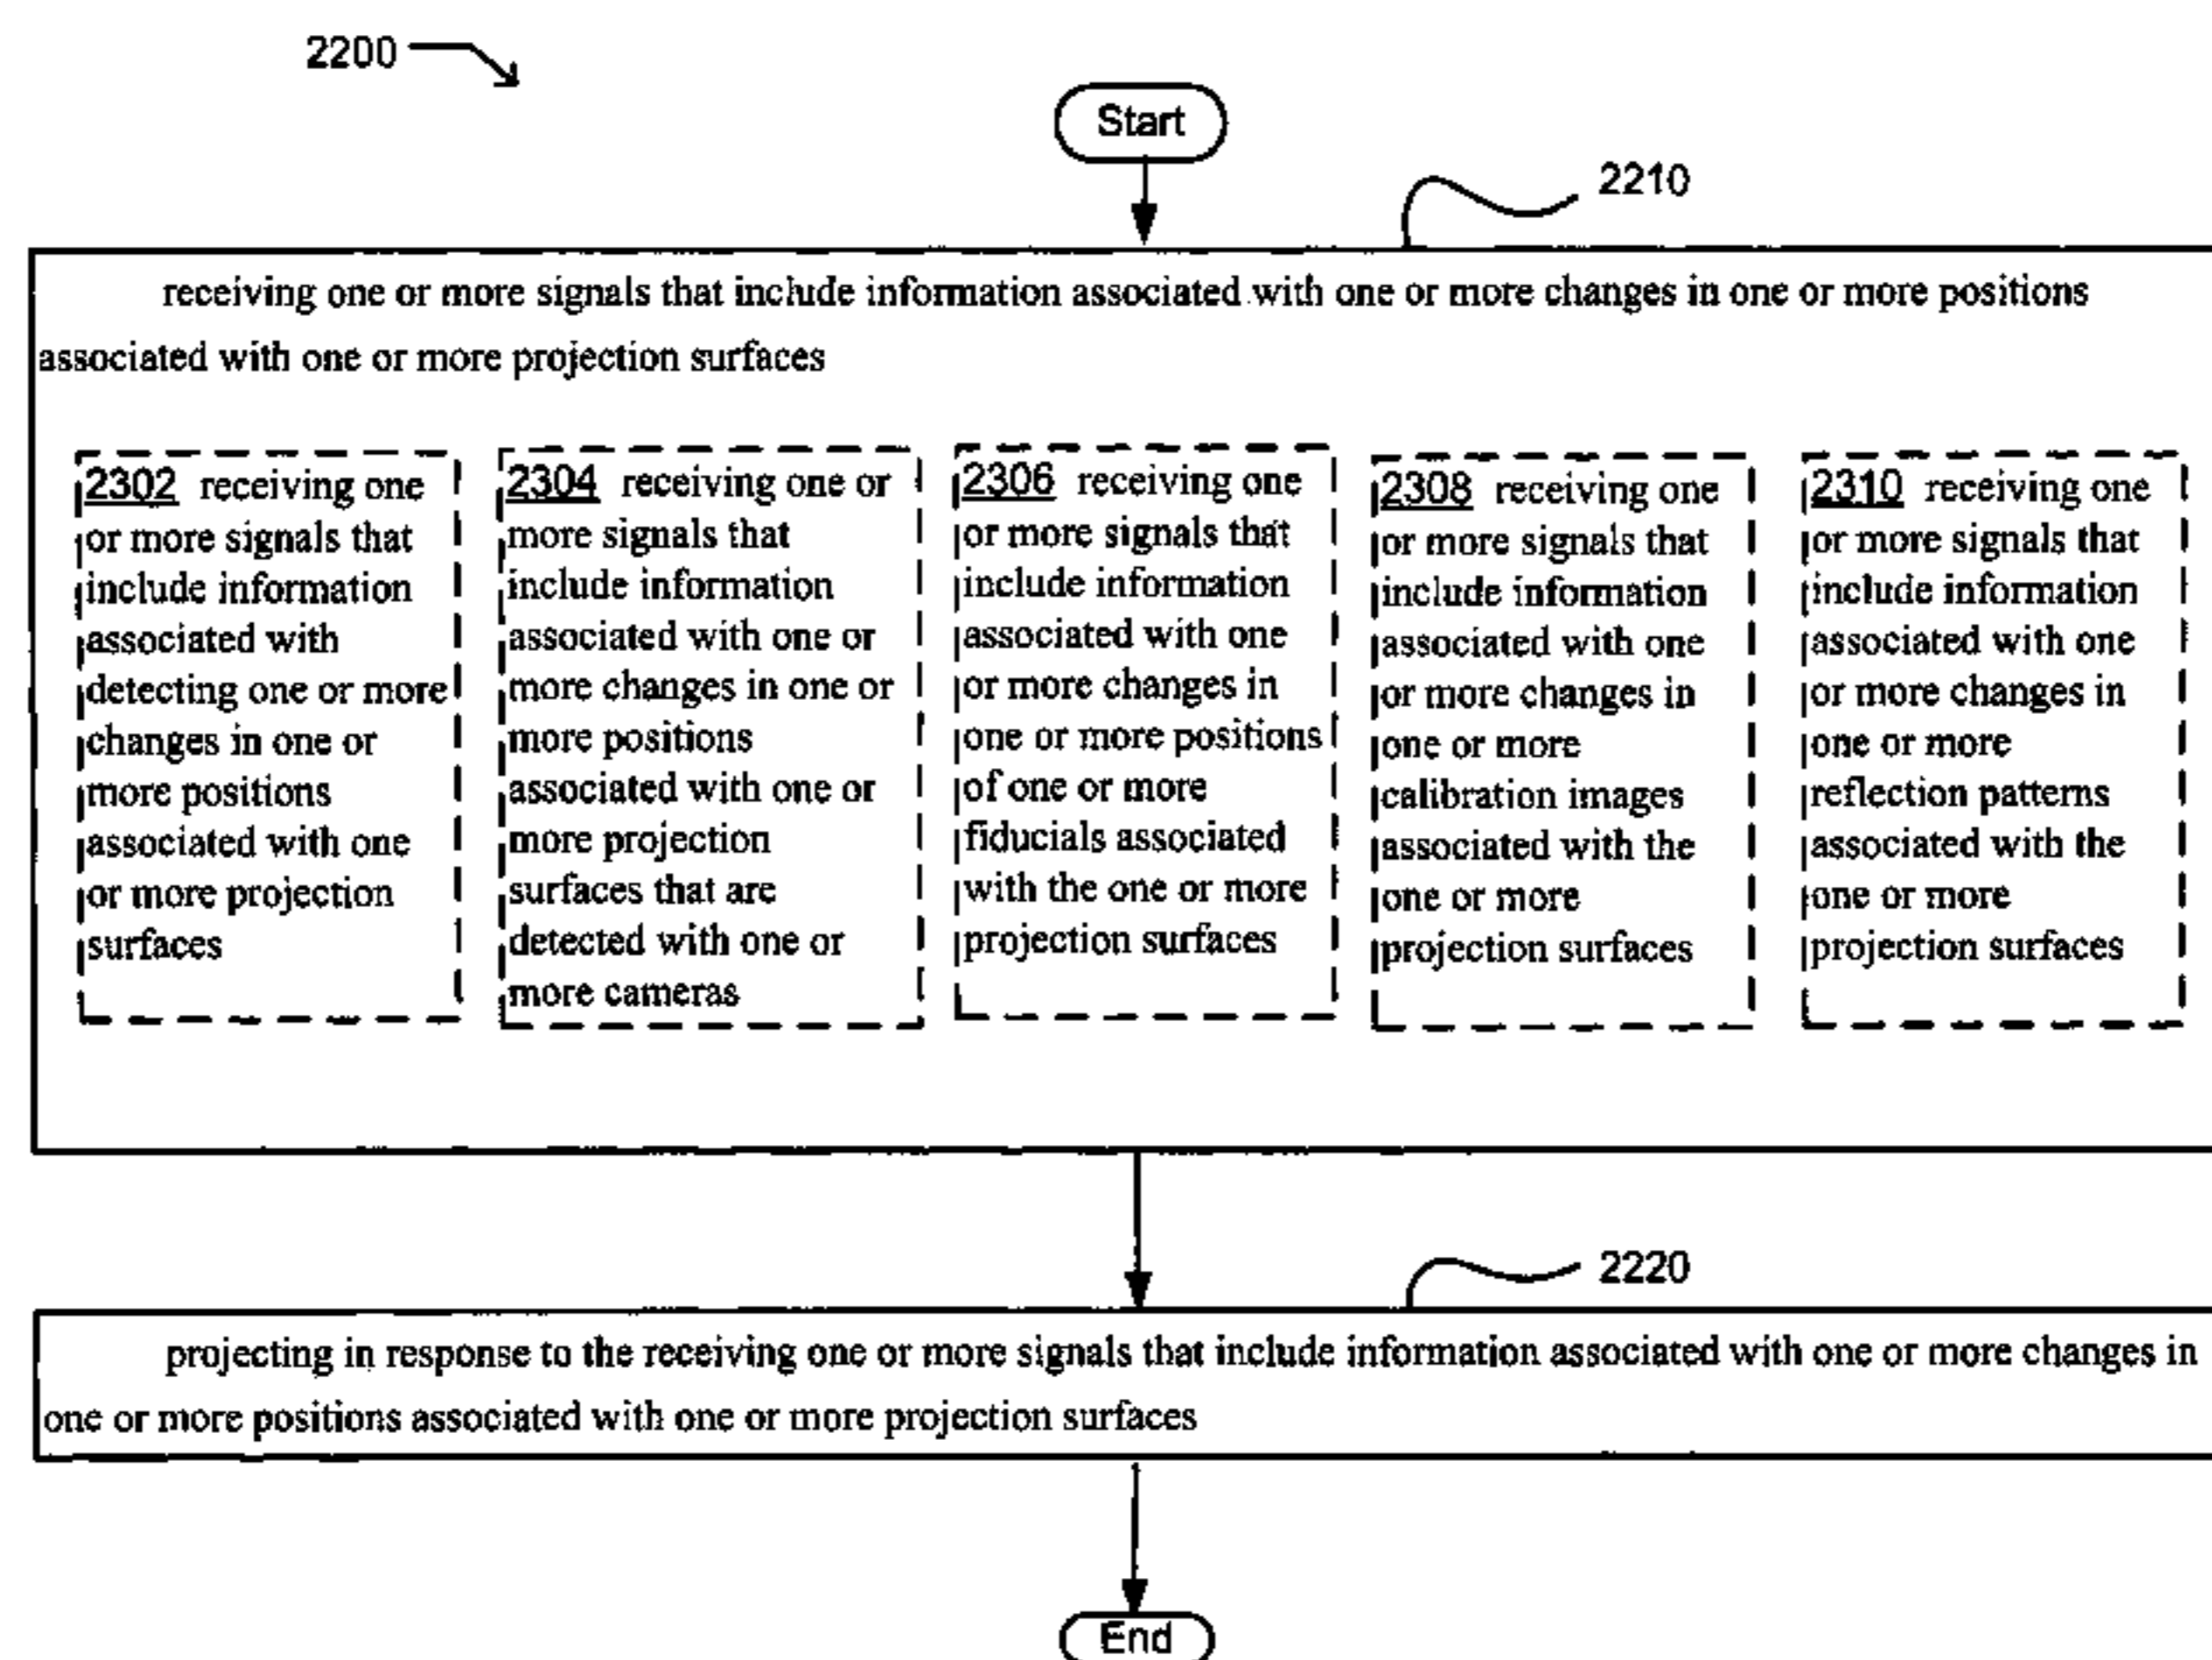 2200
Start
2210
receiving one or more signals that include information associated with one or more changes in one or more positions
associated with one or more projection surfaces
2302 receiving one
or more signals that
include information
associated with
detecting one or more
changes in one or
more positions
associated with one
or more projection
surfaces
2304 receiving one or
more signals that
include information
associated with one or
more changes in one or
more positions
associated with one or
more projection
surfaces that are
detected with one or
more cameras
2306 receiving one
or more signals that
include information
associated with one
or more changes in
one or more positions
of one or more
fiducials associated
with the one or more
projection surfaces
2308 receiving one
or more signals that
include information
associated with one
or more changes in
one or more
calibration images
associated with the
one or more
projection surfaces
2310 receiving one
or more signals that
include information
associated with one
or more changes in
one or more
reflection patterns
associated with the
one or more
projection surfaces
2220
projecting in response to the receiving one or more signals that include information associated with one or more changes in
one or more positions associated with one or more projection surfaces
End